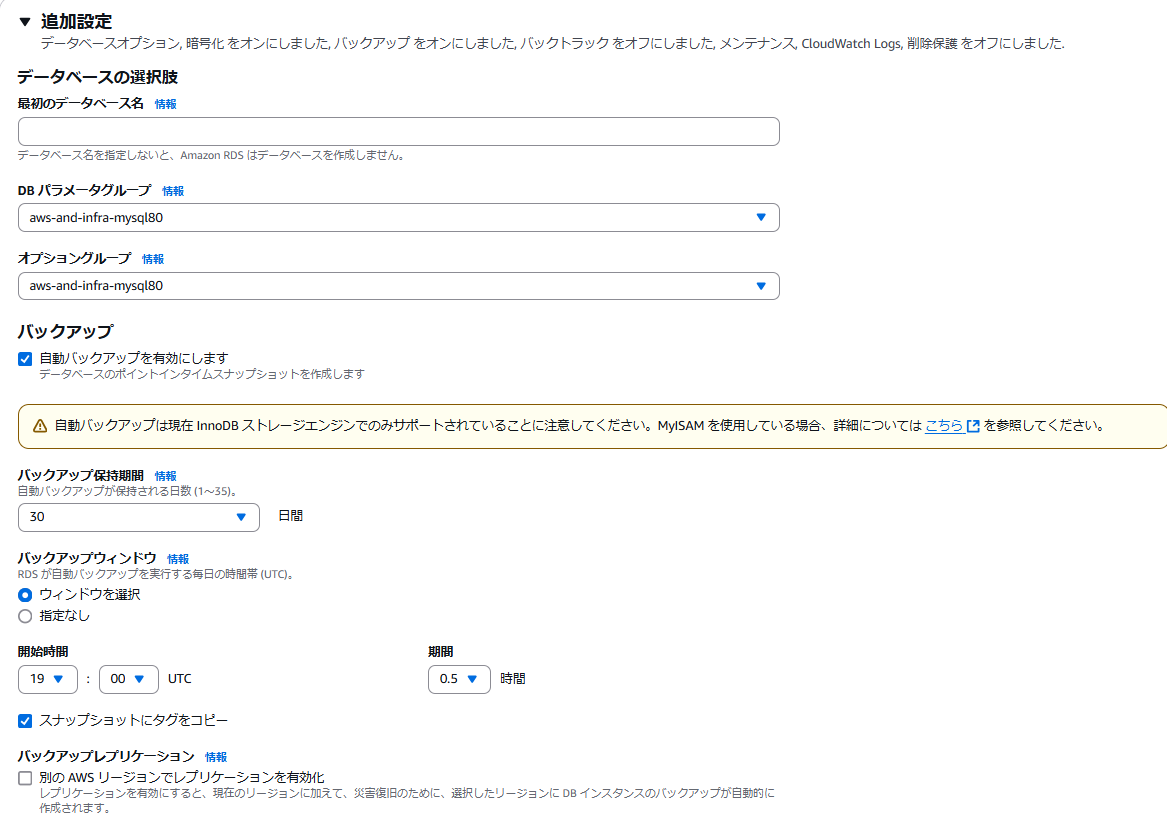 追加設定
データベースオプション, 暗号化 をオンにしました, バックアップ をオンにしました, バックトラック をオフにしました, メンテナンス, CloudWatch Logs, 削除保護 をオフにしました.
データベースの選択肢
最初のデータベース名 情報
データベース名を指定しないと、Amazon RDS はデータベースを作成しません。
DB パラメータグループ 情報
aws-and-infra-mysql80
オプショングループ 情報
aws-and-infra-mysql80
バックアップ
自動バックアップを有効にします
データベースのポイントインタイムスナップショットを作成します
自動バックアップは現在 InnoDB ストレージエンジンでのみサポートされていることに注意してください。MyISAM を使用している場合、詳細については こちら を参照してください。
バックアップ保持期間 情報
自動バックアップが保持される日数 (1～35)。
30 日間
バックアップウィンドウ 情報
RDS が自動バックアップを実行する毎日の時間帯 (UTC)。
ウィンドウを選択
指定なし
開始時間 期間
19 : 00 UTC 0.5 時間
スナップショットにタグをコピー
バックアップレプリケーション 情報
別の AWS リージョンでレプリケーションを有効化
レプリケーションを有効にすると、現在のリージョンに加えて、災害復旧のために、選択したリージョンに DB インスタンスのバックアップが自動的に
作成されます。